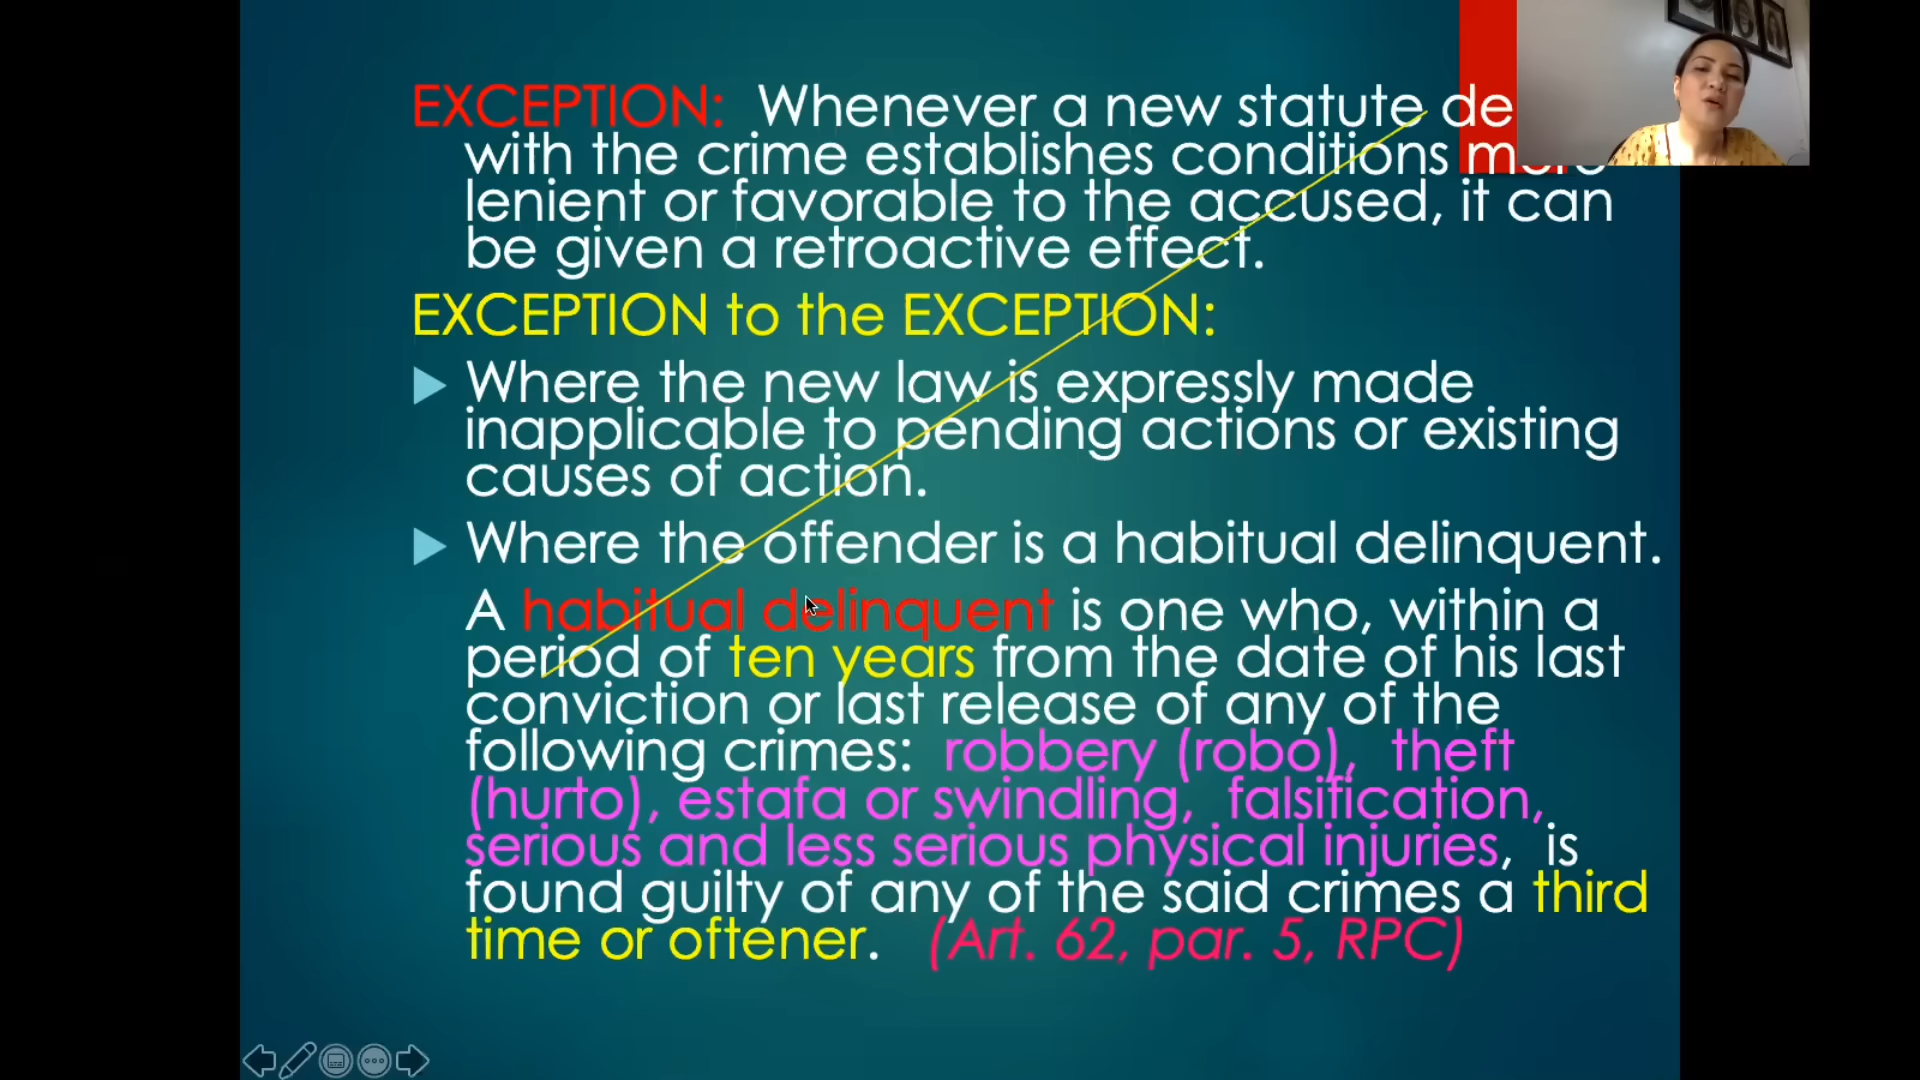 EXCEPTION: Whenever a new statute de
with the crime establishes conditions more
lenient or favorable to the accused, it can
be given a retroactive effect.
EXCEPTION to the EXCEPTION:
Where the new law is expressly made
inapplicable to pending actions or existing
causes of action.
Where the offender is a habitual delinquent.
A habitual delinquent is one who, within a
period of ten years from the date of his last
conviction or last release of any of the
following crimes: robbery (robo), theft
(hurto), estafa or swindling, falsification,
serious and less serious physical injuries, is
found guilty of any of the said crimes a third
time or oftener. (Art. 62, par. 5, RPC)